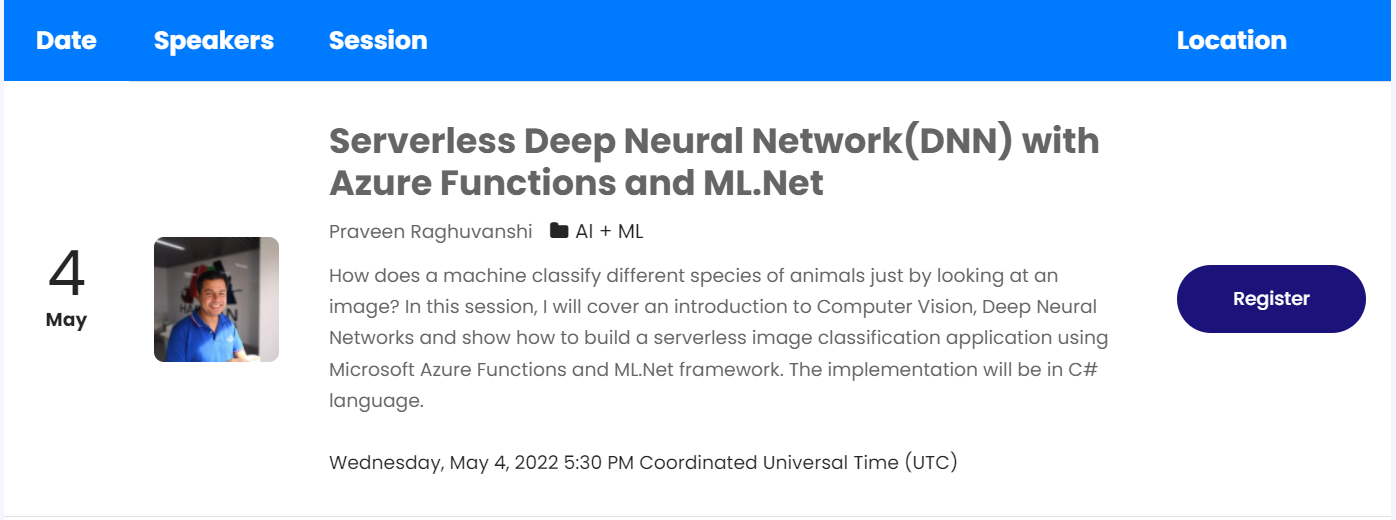 Date Speakers Session Location
Serverless Deep Neural Network(DNN) with
Azure Functions and ML.Net
Praveen Raghuvanshi AI + ML
How does a machine classify different species of animals just by looking at an
image? In this session, I will cover an introduction to Computer Vision, Deep Neural
Networks and show how to build a serverless image classification application using
Microsoft Azure Functions and ML.Net framework. The implementation will be in C#
language.
Wednesday, May 4, 2022 5:30 PM Coordinated Universal Time (UTC)
4
May
Register